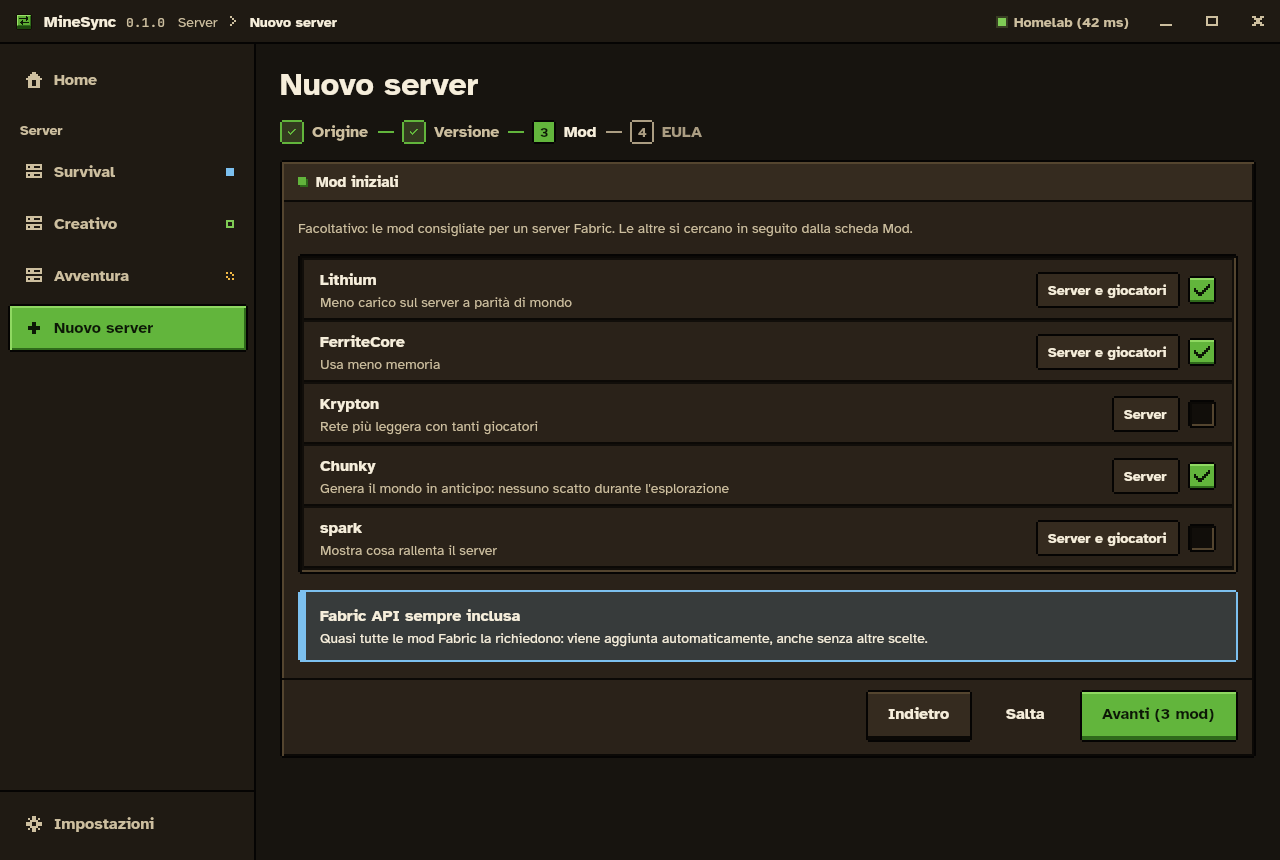 MineSync 0.1.0 Server Nuovo server
Homelab (42 ms)
Home
Server
Survival
Creativo
Avventura
Nuovo server
Impostazioni
Nuovo server
Origine Versione 3 Mod 4 EULA
Mod iniziali
Facoltativo: le mod consigliate per un server Fabric. Le altre si cercano in seguito dalla scheda Mod.
Lithium
Meno carico sul server a parità di mondo
Server e giocatori
FerriteCore
Usa meno memoria
Server e giocatori
Krypton
Rete più leggera con tanti giocatori
Server
Chunky
Genera il mondo in anticipo: nessuno scatto durante l'esplorazione
Server
spark
Mostra cosa rallenta il server
Server e giocatori
Fabric API sempre inclusa
Quasi tutte le mod Fabric la richiedono: viene aggiunta automaticamente, anche senza altre scelte.
Indietro Salta Avanti (3 mod)